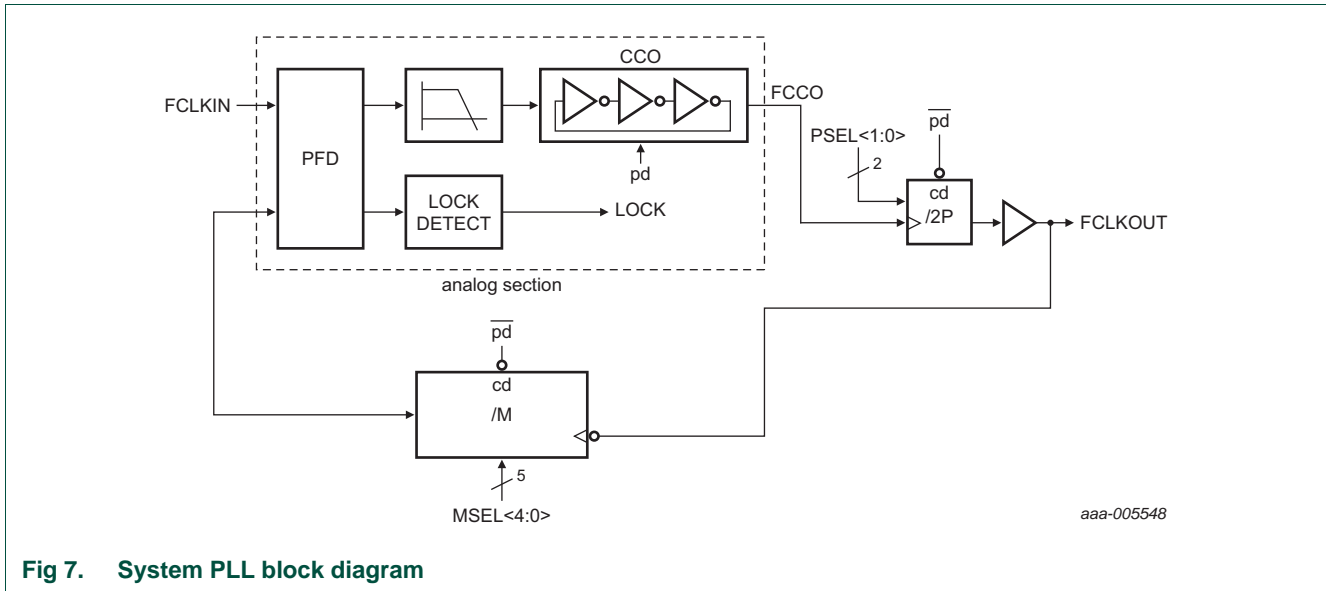 CCO
FCLKIN
FCCO
PFD
pd
PSEL<1:0>
2
pd
cd
/2P
LOCK
DETECT
LOCK
FCLKOUT
analog section
pd
cd
/M
5
MSEL<4:0>
aaa-005548
Fig 7. System PLL block diagram